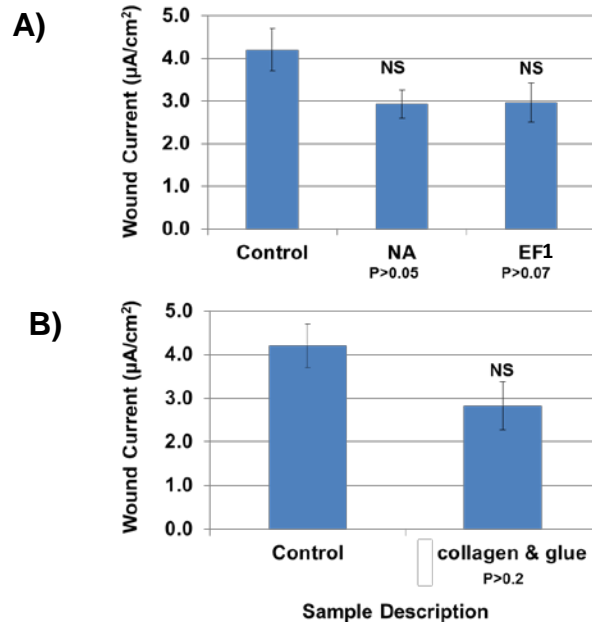 A)
Wound Current (µA/cm²)
5.0
4.0
3.0
2.0
1.0
0.0
NS
NS
Control
NA
EF1
P>0.05
P>0.07
B)
Wound Current (µA/cm²)
5.0
4.0
3.0
2.0
1.0
0.0
NS
Control
collagen & glue
P>0.2
Sample Description